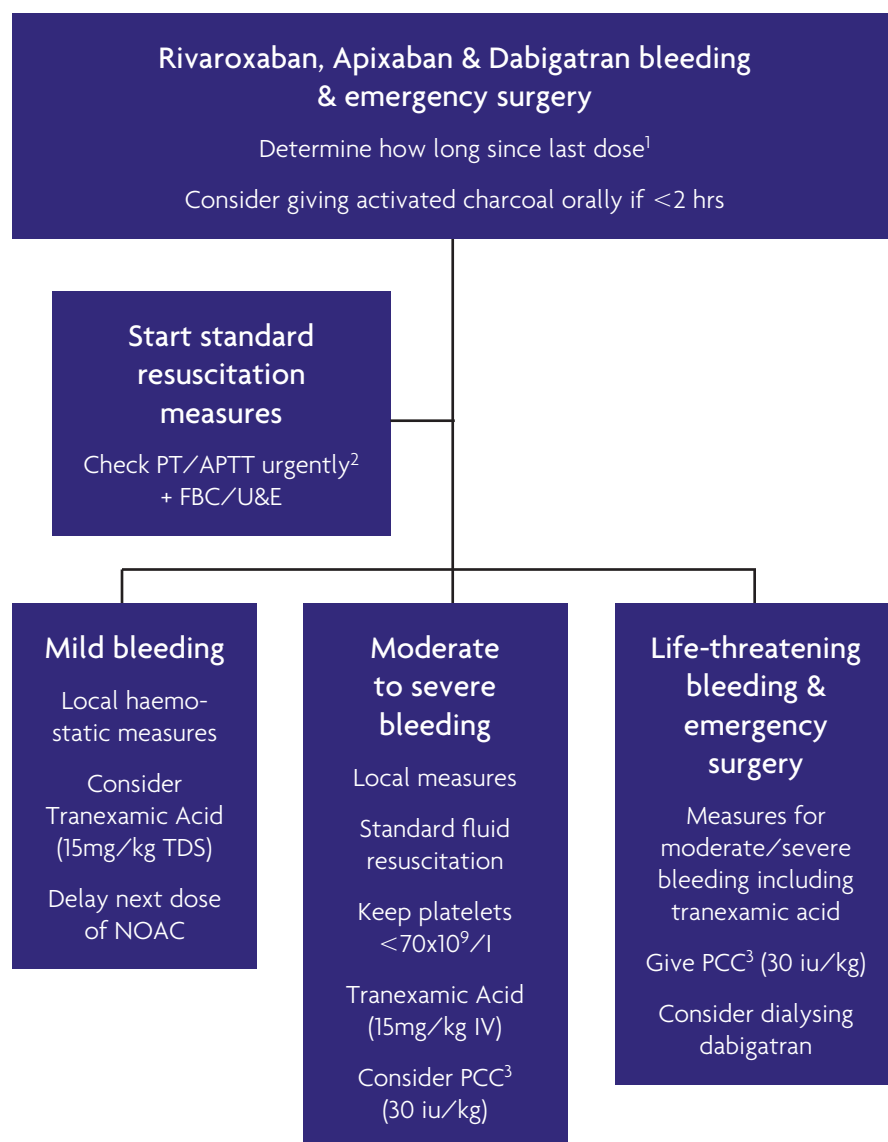 Rivaroxaban, Apixaban & Dabigatran bleeding
& emergency surgery
Determine how long since last dose¹
Consider giving activated charcoal orally if <2 hrs
Start standard
resuscitation
measures
Check PT/APTT urgently²
+ FBC/U&E
Mild bleeding
Local haemo-
static measures
Consider
Tranexamic Acid
(15mg/kg TDS)
Delay next dose
of NOAC
Moderate
to severe
bleeding
Local measures
Standard fluid
resuscitation
Keep platelets
<70x10⁹/l
Tranexamic Acid
(15mg/kg IV)
Consider PCC³
(30 iu/kg)
Life-threatening
bleeding &
emergency
surgery
Measures for
moderate/severe
bleeding including
tranexamic acid
Give PCC³ (30 iu/kg)
Consider dialysing
dabigatran